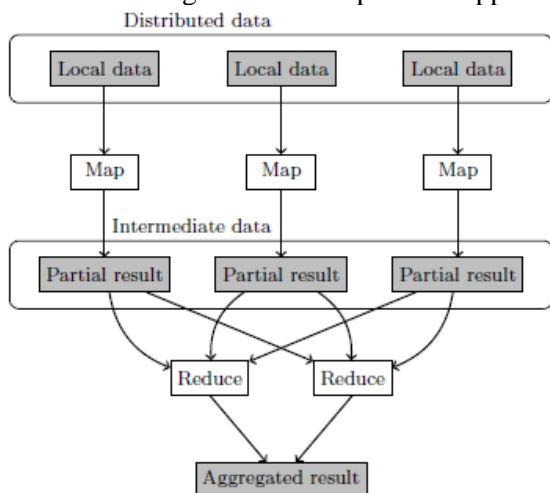 Distributed data
Local data Local data Local data
Map Map Map
Intermediate data
Partial result Partial result Partial result
Reduce Reduce
Aggregated result